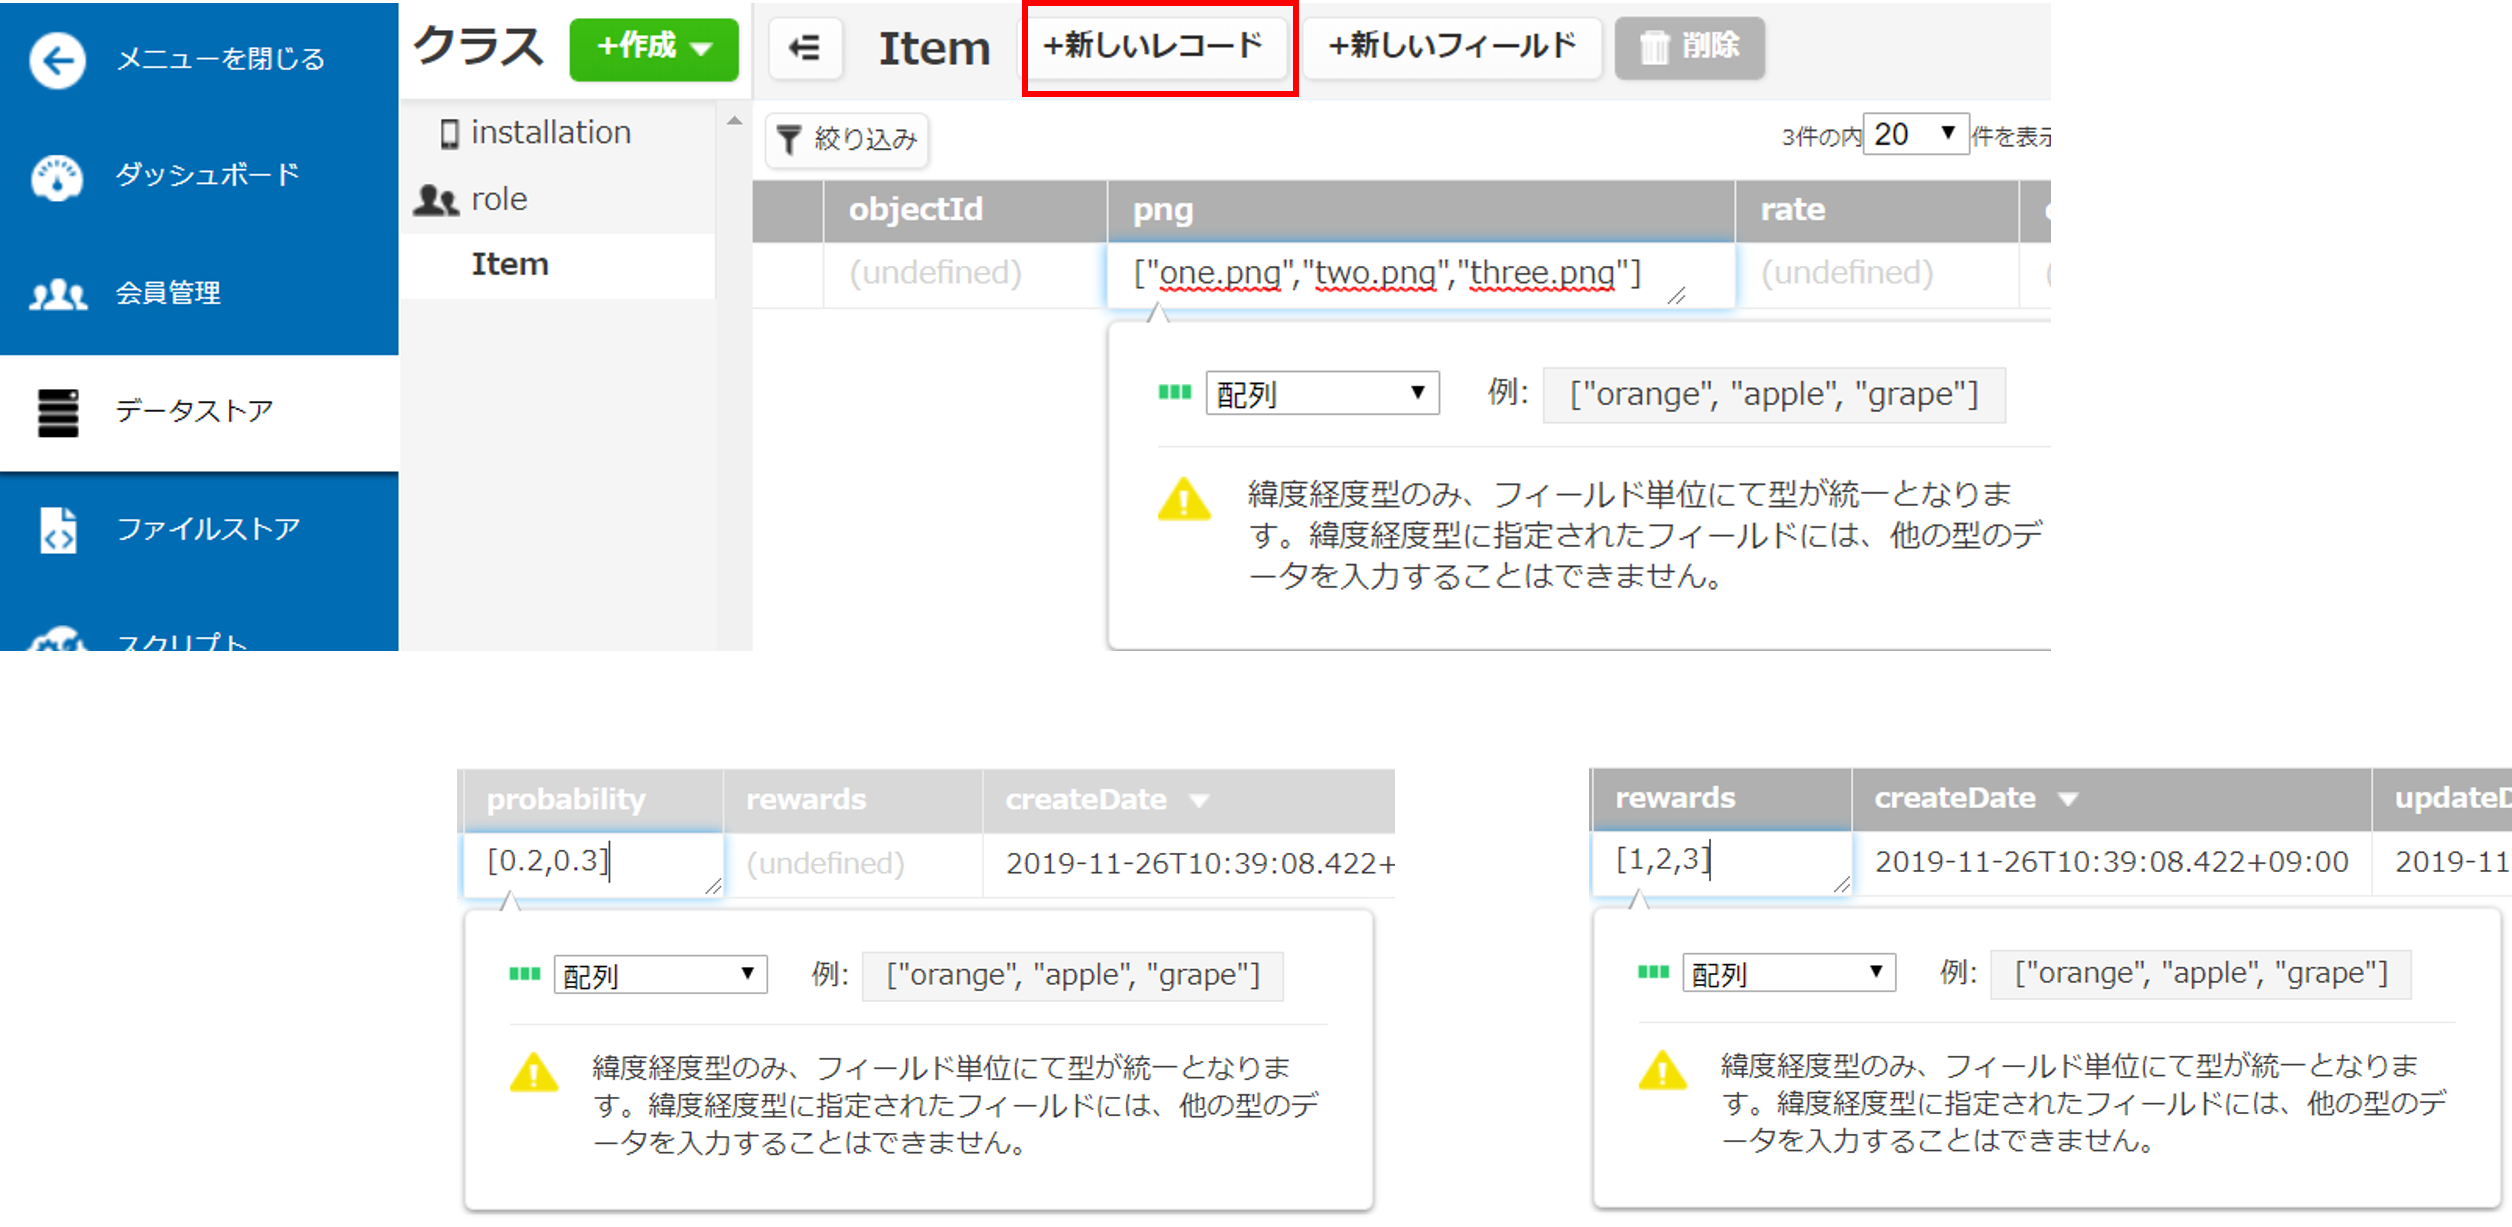 メニューを閉じる
ダッシュボード
会員管理
データストア
ファイルストア
スクリプト
クラス
+作成
installation
role
Item
Item
+新しいレコード
+新しいフィールド
削除
絞り込み
3件の内 20 件を表示
objectId png rate
(undefined) ["one.png","two.png","three.png"] (undefined) (
配列 例: ["orange", "apple", "grape"]
緯度経度型のみ、フィールド単位にて型が統一となりま
す。緯度経度型に指定されたフィールドには、他の型のデ
ータを入力することはできません。
probability rewards createDate
[0.2,0.3] (undefined) 2019-11-26T10:39:08.422+
配列 例: ["orange", "apple", "grape"]
緯度経度型のみ、フィールド単位にて型が統一となりま
す。緯度経度型に指定されたフィールドには、他の型のデ
ータを入力することはできません。
rewards createDate updateD
[1,2,3] 2019-11-26T10:39:08.422+09:00 2019-11
配列 例: ["orange", "apple", "grape"]
緯度経度型のみ、フィールド単位にて型が統一となりま
す。緯度経度型に指定されたフィールドには、他の型のデ
ータを入力することはできません。